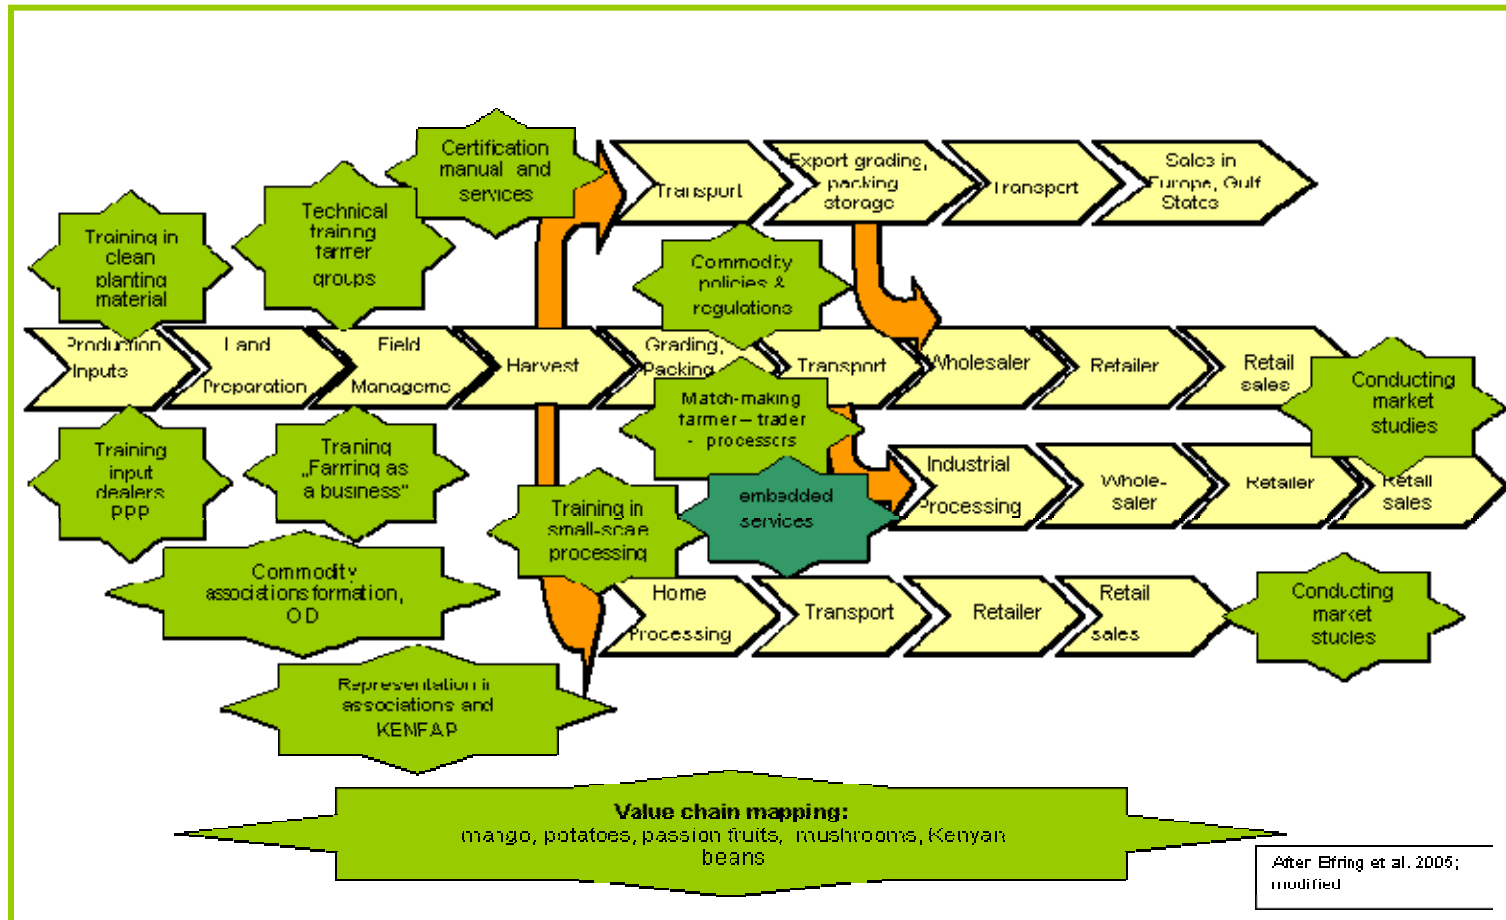 Certification
manual and
services
Transport
Export grading,
packing
storage
Transport
Sales in
Europe, Gulf
States
Technical
training
farmer
groups
Training in
clean
planting
material
Commodity
policies &
regulations
Production
Inputs
Land
Preparation
Field
Manageme
Harvest
Grading,
Packing
Transport
Wholesaler
Retailer
Retail
sales
Conducting
market
studies
Match-making
farmer – trader
- processors
Training
input
dealers
PPP
Traning
„Farming as
a business"
Training in
small-scale
processing
embedded
services
Industrial
Processing
Whole-
saler
Retailer
Retail
sales
Commodity
associations formation,
OD
Home
Processing
Transport
Retailer
Retail
sales
Conducting
market
studies
Representation in
associations and
KENFAP
Value chain mapping:
mango, potatoes, passion fruits, mushrooms, Kenyan
beans
After et al. 2005;
modified